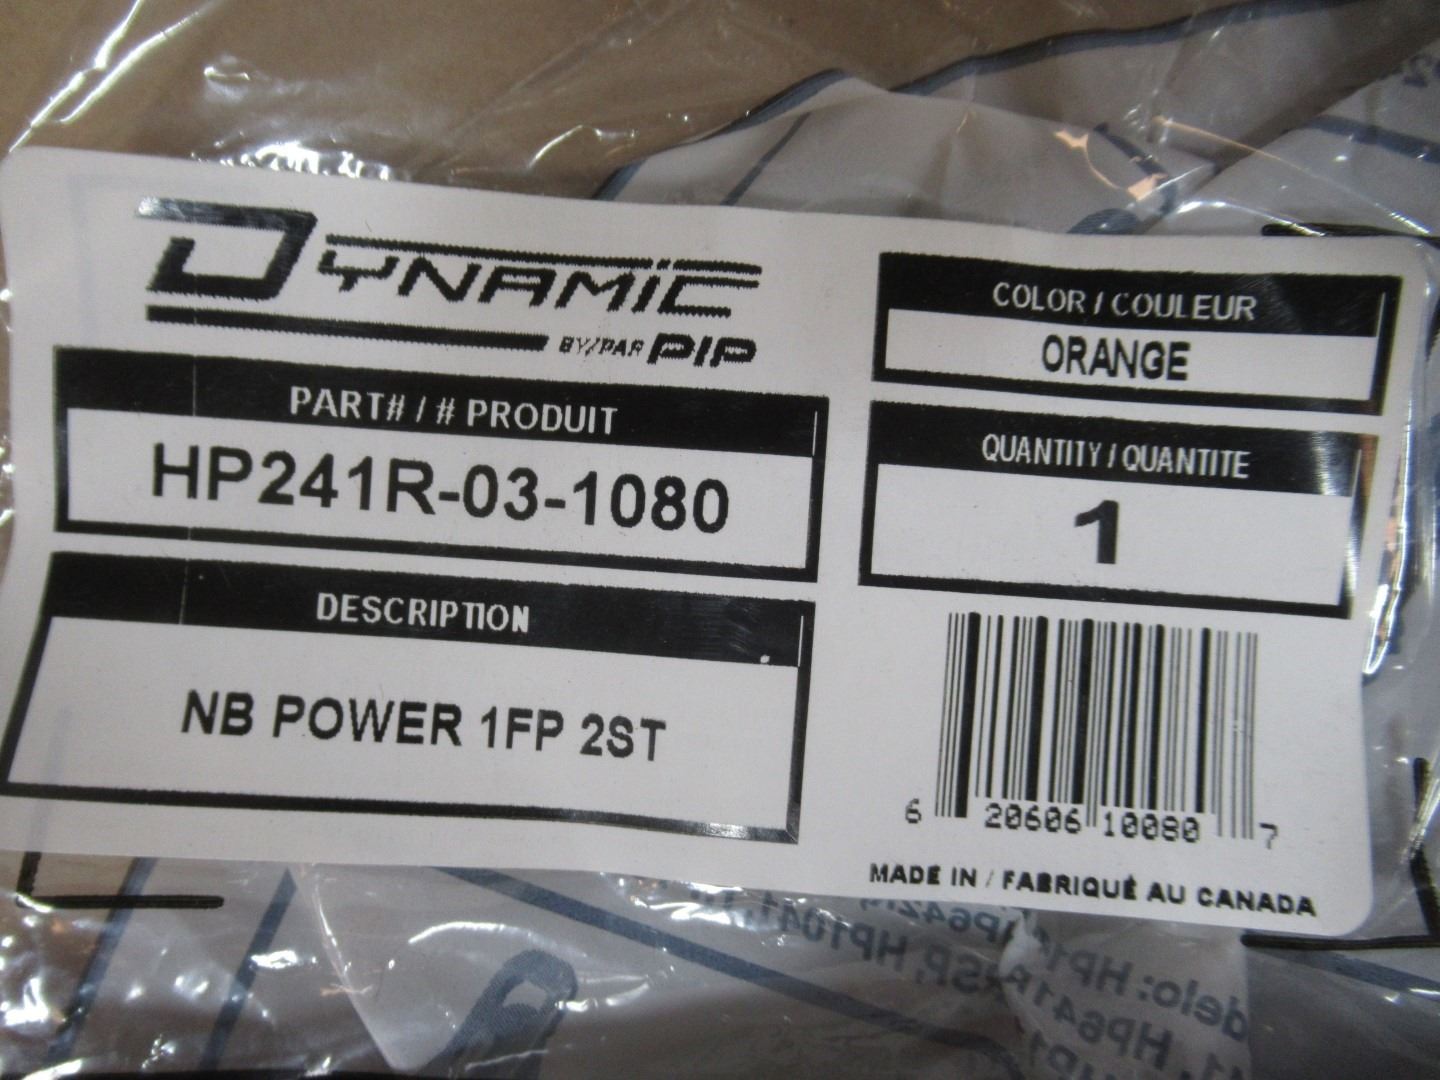 DYNAMIC
BY/PAR PIP
PART# / # PRODUIT
HP241R-03-1080
DESCRIPTION
NB POWER 1FP 2ST
COLOR / COULEUR
ORANGE
QUANTITY / QUANTITE
1
6 20606 10080 7
MADE IN / FABRIQUÉ AU CANADA